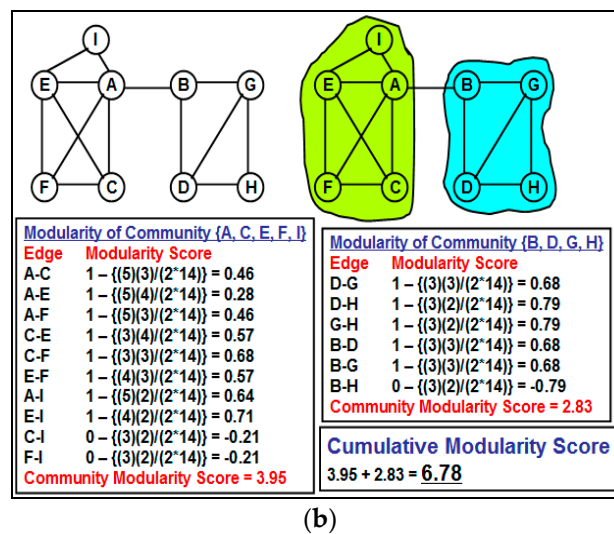 I
I
E
A
B
G
E
A
B
G
F
C
D
H
F
C
D
H
Modularity of Community {A, C, E, F, I}
Edge Modularity Score
A-C 1 – {(5)(3)/(2*14)} = 0.46
A-E 1 – {(5)(4)/(2*14)} = 0.28
A-F 1 – {(5)(3)/(2*14)} = 0.46
C-E 1 – {(3)(4)/(2*14)} = 0.57
C-F 1 – {(3)(3)/(2*14)} = 0.68
E-F 1 – {(4)(3)/(2*14)} = 0.57
A-I 1 – {(5)(2)/(2*14)} = 0.64
E-I 1 – {(4)(2)/(2*14)} = 0.71
C-I 0 – {(3)(2)/(2*14)} = -0.21
F-I 0 – {(3)(2)/(2*14)} = -0.21
Community Modularity Score = 3.95
Modularity of Community {B, D, G, H}
Edge Modularity Score
D-G 1 – {(3)(3)/(2*14)} = 0.68
D-H 1 – {(3)(2)/(2*14)} = 0.79
G-H 1 – {(3)(2)/(2*14)} = 0.79
B-D 1 – {(3)(3)/(2*14)} = 0.68
B-G 1 – {(3)(3)/(2*14)} = 0.68
B-H 0 – {(3)(2)/(2*14)} = -0.79
Community Modularity Score = 2.83
Cumulative Modularity Score
3.95 + 2.83 = 6.78
(b)